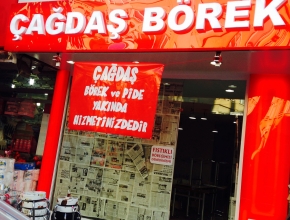 ÇAĞDAŞ BÖREK
ÇAĞDAŞ
BÖREK ve PİDE
YAKINDA
HİZMETİNİZDEDİR
FISTIKLI